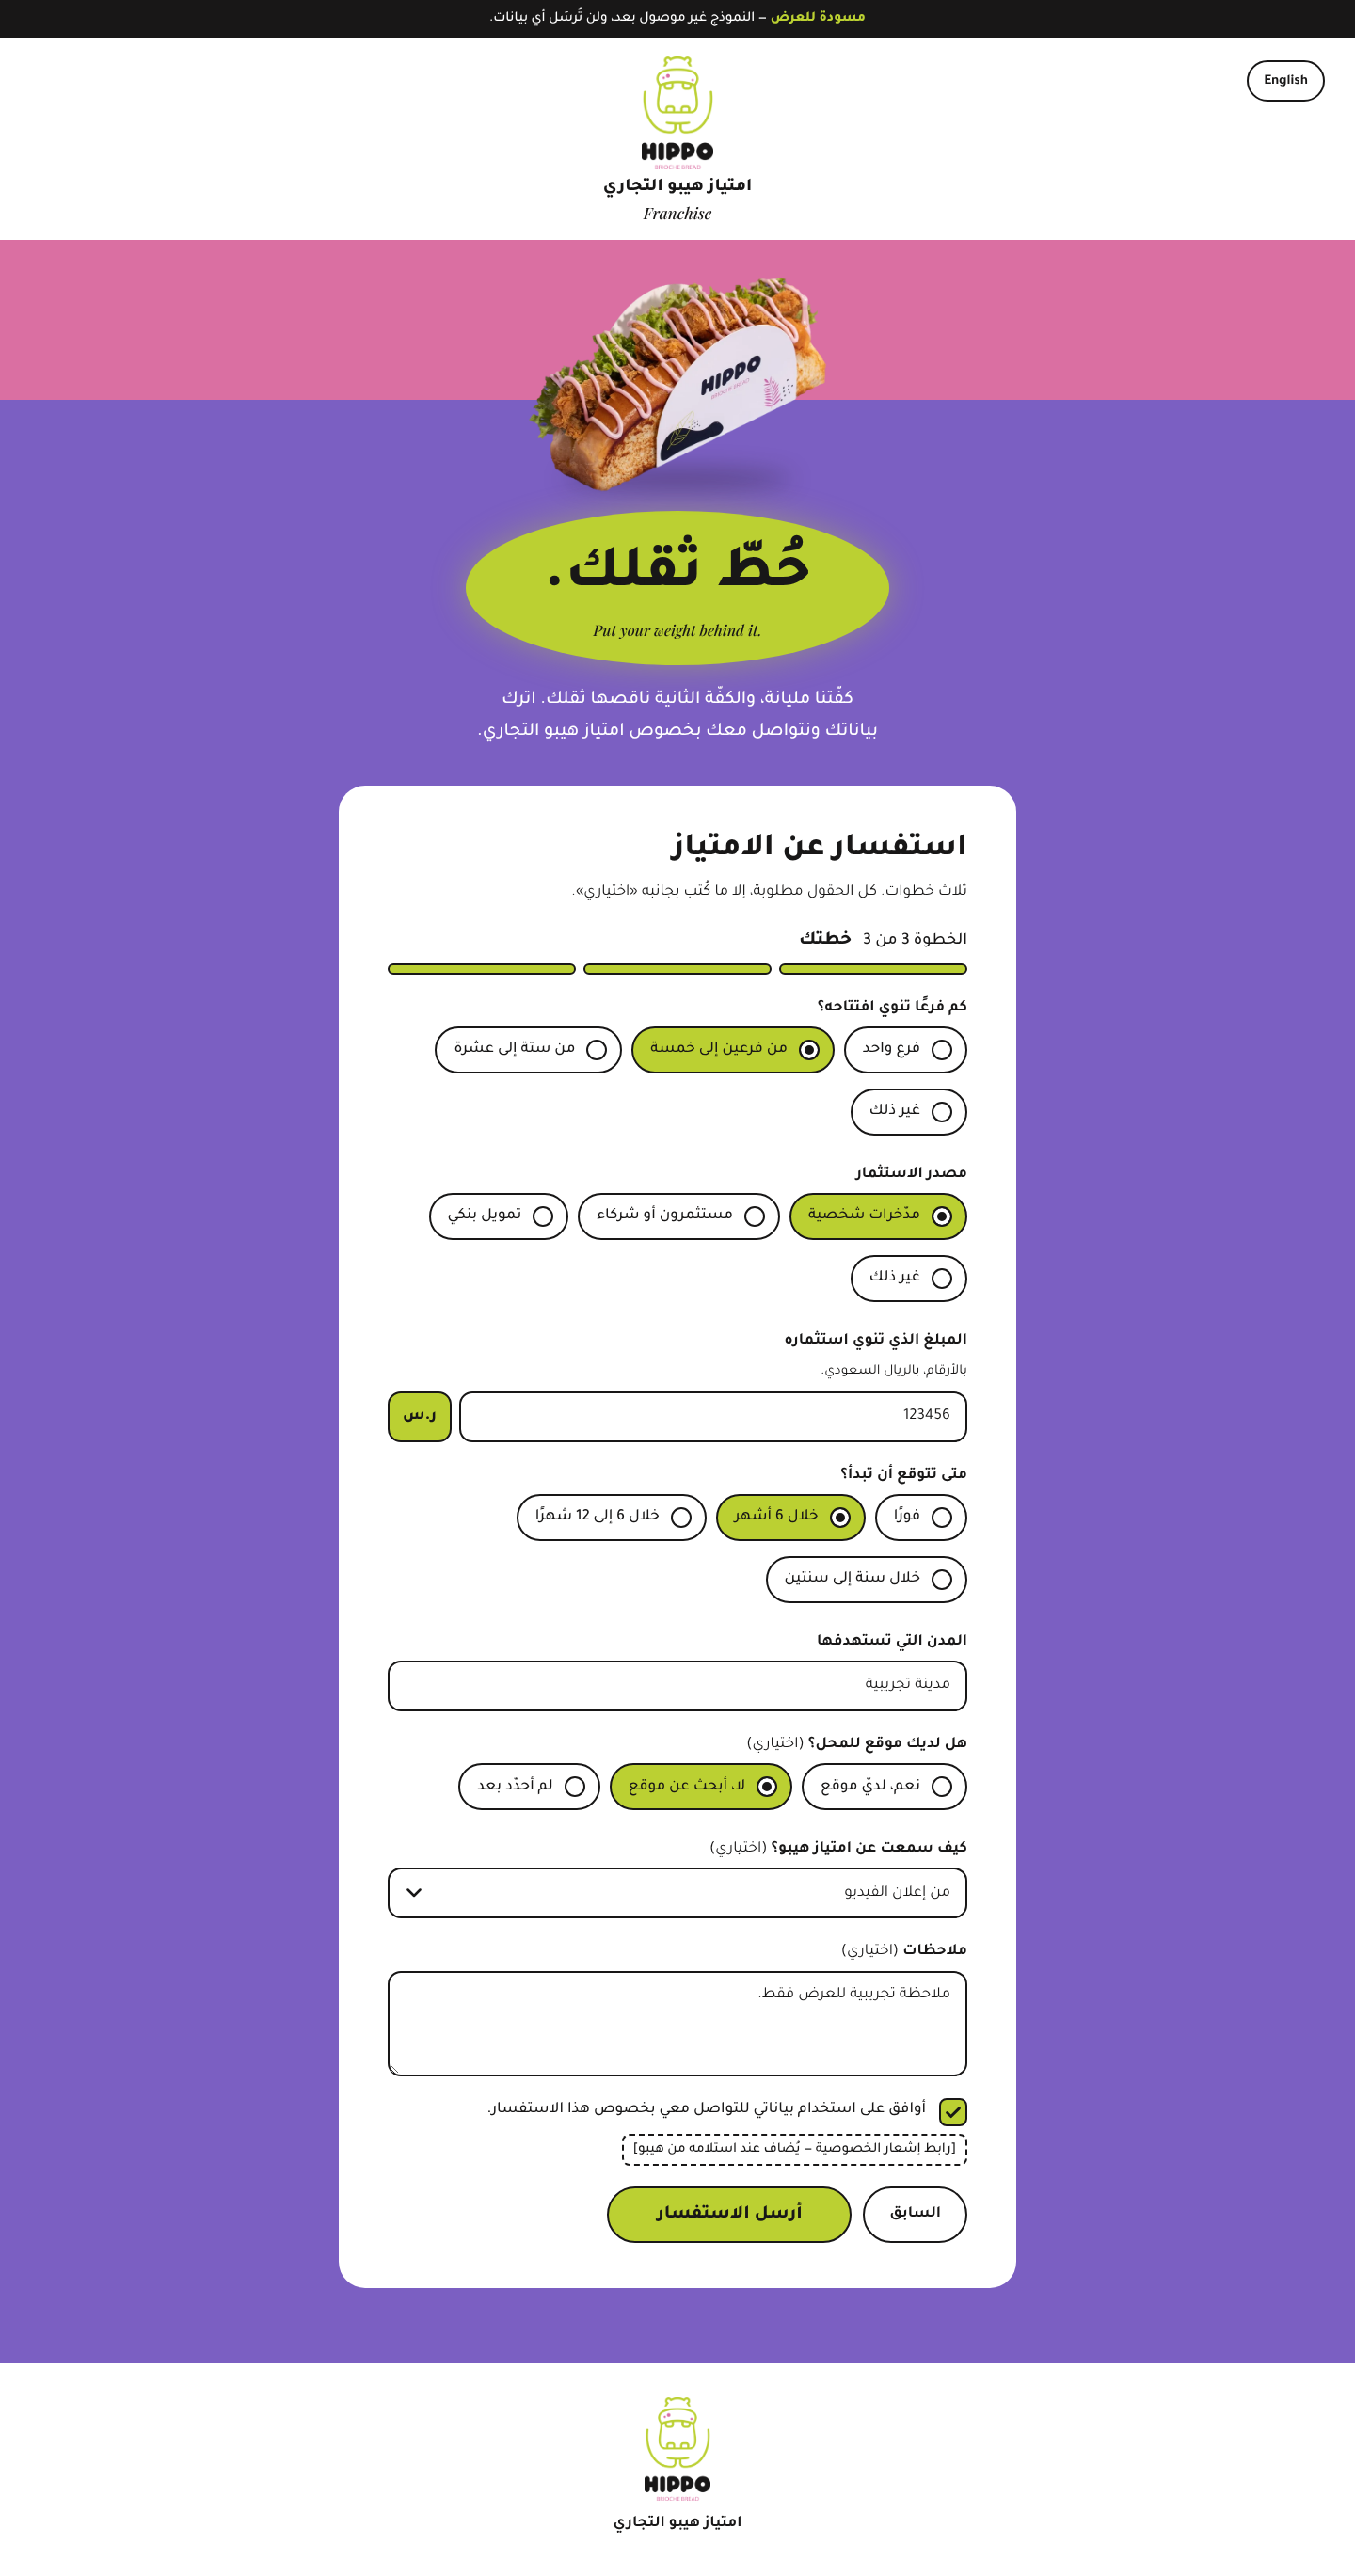 مسودة للعرض – النموذج غير موصول بعد، ولن تُرسَل أي بيانات.
English
HIPPO
BRIOCHE BREAD
امتياز هيبو التجاري
Franchise
HIPPO
BRIOCHE BREAD
حُطّ ثقلك.
Put your weight behind it.
كفّتنا مليانة، والكفّة الثانية ناقصها ثقلك. اترك
بياناتك ونتواصل معك بخصوص امتياز هيبو التجاري.
استفسار عن الامتياز
ثلاث خطوات. كل الحقول مطلوبة، إلا ما كُتب بجانبه «اختياري».
الخطوة 3 من 3 خطتك
كم فرعًا تنوي افتتاحه؟
فرع واحد من فرعين إلى خمسة من ستة إلى عشرة
غير ذلك
مصدر الاستثمار
مدّخرات شخصية مستثمرون أو شركاء تمويل بنكي
غير ذلك
المبلغ الذي تنوي استثماره
بالأرقام، بالريال السعودي.
123456 ر.س
متى تتوقع أن تبدأ؟
فورًا خلال 6 أشهر خلال 6 إلى 12 شهرًا
خلال سنة إلى سنتين
المدن التي تستهدفها
مدينة تجريبية
هل لديك موقع للمحل؟ (اختياري)
نعم، لديّ موقع لا، أبحث عن موقع لم أحدّد بعد
كيف سمعت عن امتياز هيبو؟ (اختياري)
من إعلان الفيديو
ملاحظات (اختياري)
ملاحظة تجريبية للعرض فقط.
أوافق على استخدام بياناتي للتواصل معي بخصوص هذا الاستفسار.
[رابط إشعار الخصوصية – يُضاف عند استلامه من هيبو]
السابق أرسل الاستفسار
HIPPO
BRIOCHE BREAD
امتياز هيبو التجاري